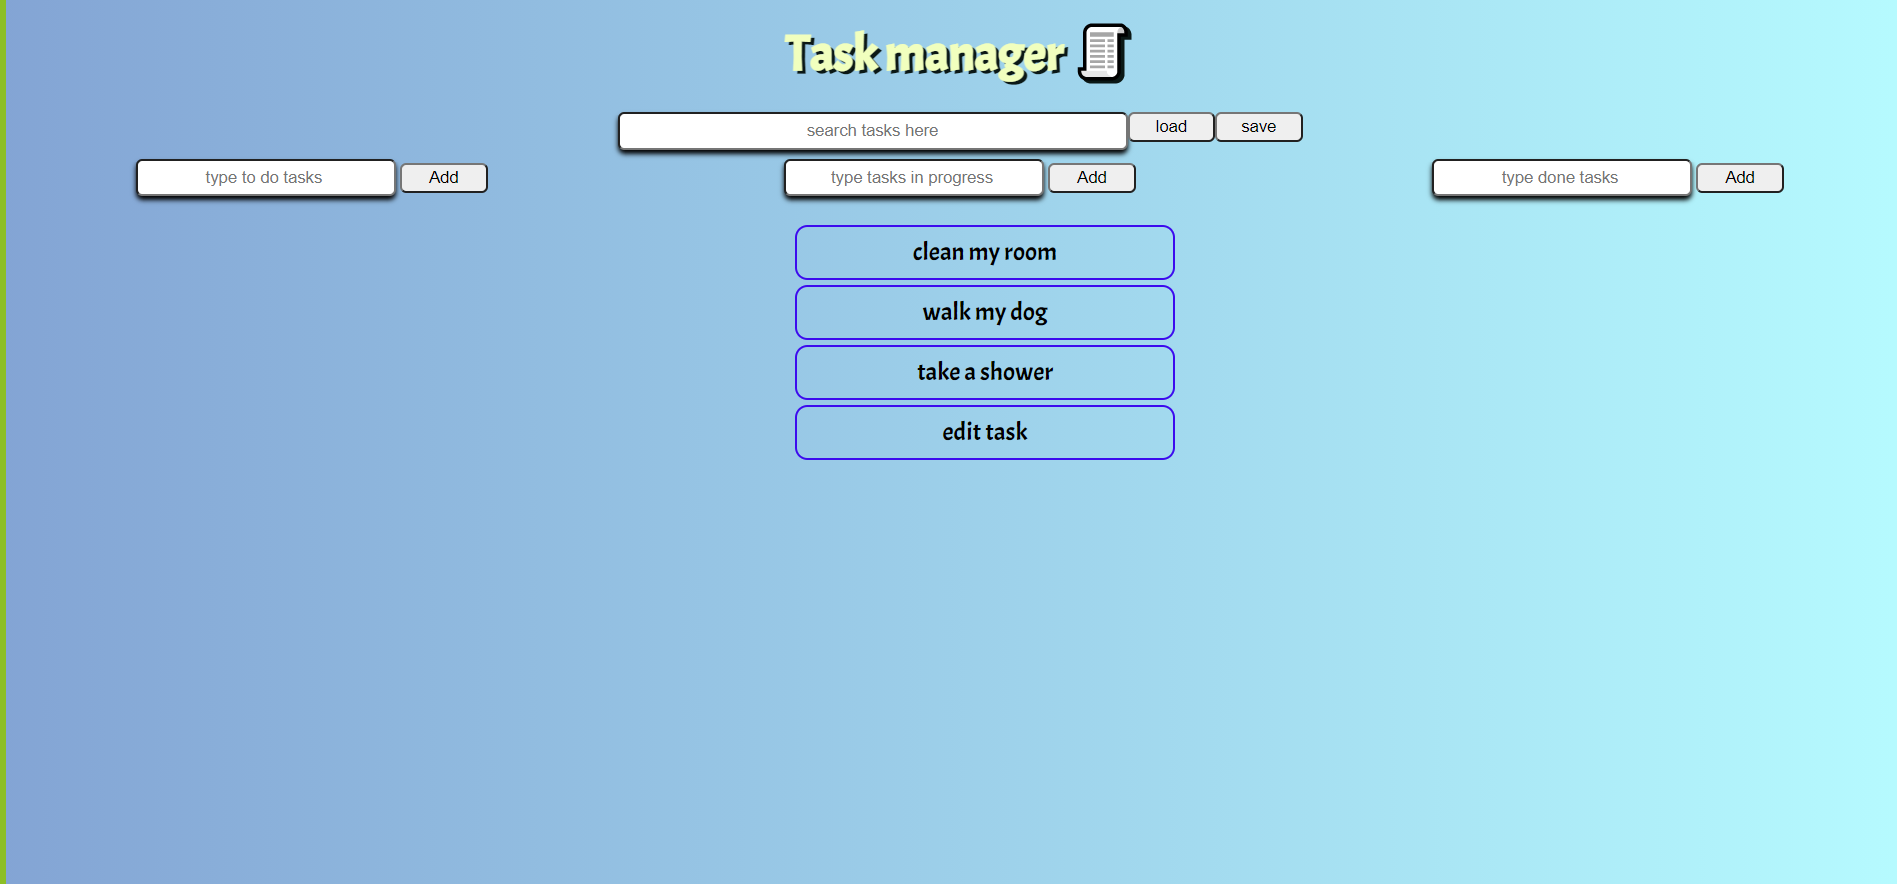 Task manager
search tasks here load save
type to do tasks Add type tasks in progress Add type done tasks Add
clean my room
walk my dog
take a shower
edit task